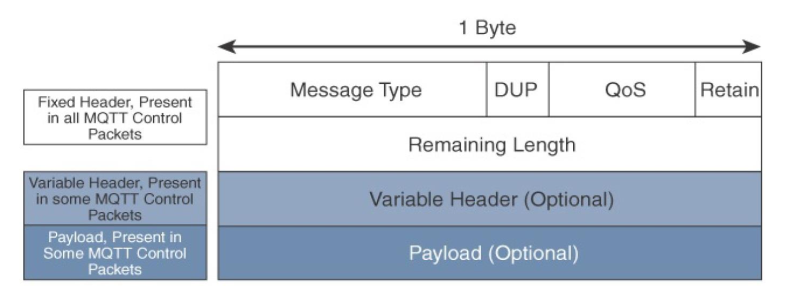 1 Byte
Message Type DUP QoS Retain
Fixed Header, Present
in all MQTT Control
Packets
Remaining Length
Variable Header, Present
in some MQTT Control
Packets
Variable Header (Optional)
Payload, Present in
Some MQTT Control
Packets
Payload (Optional)